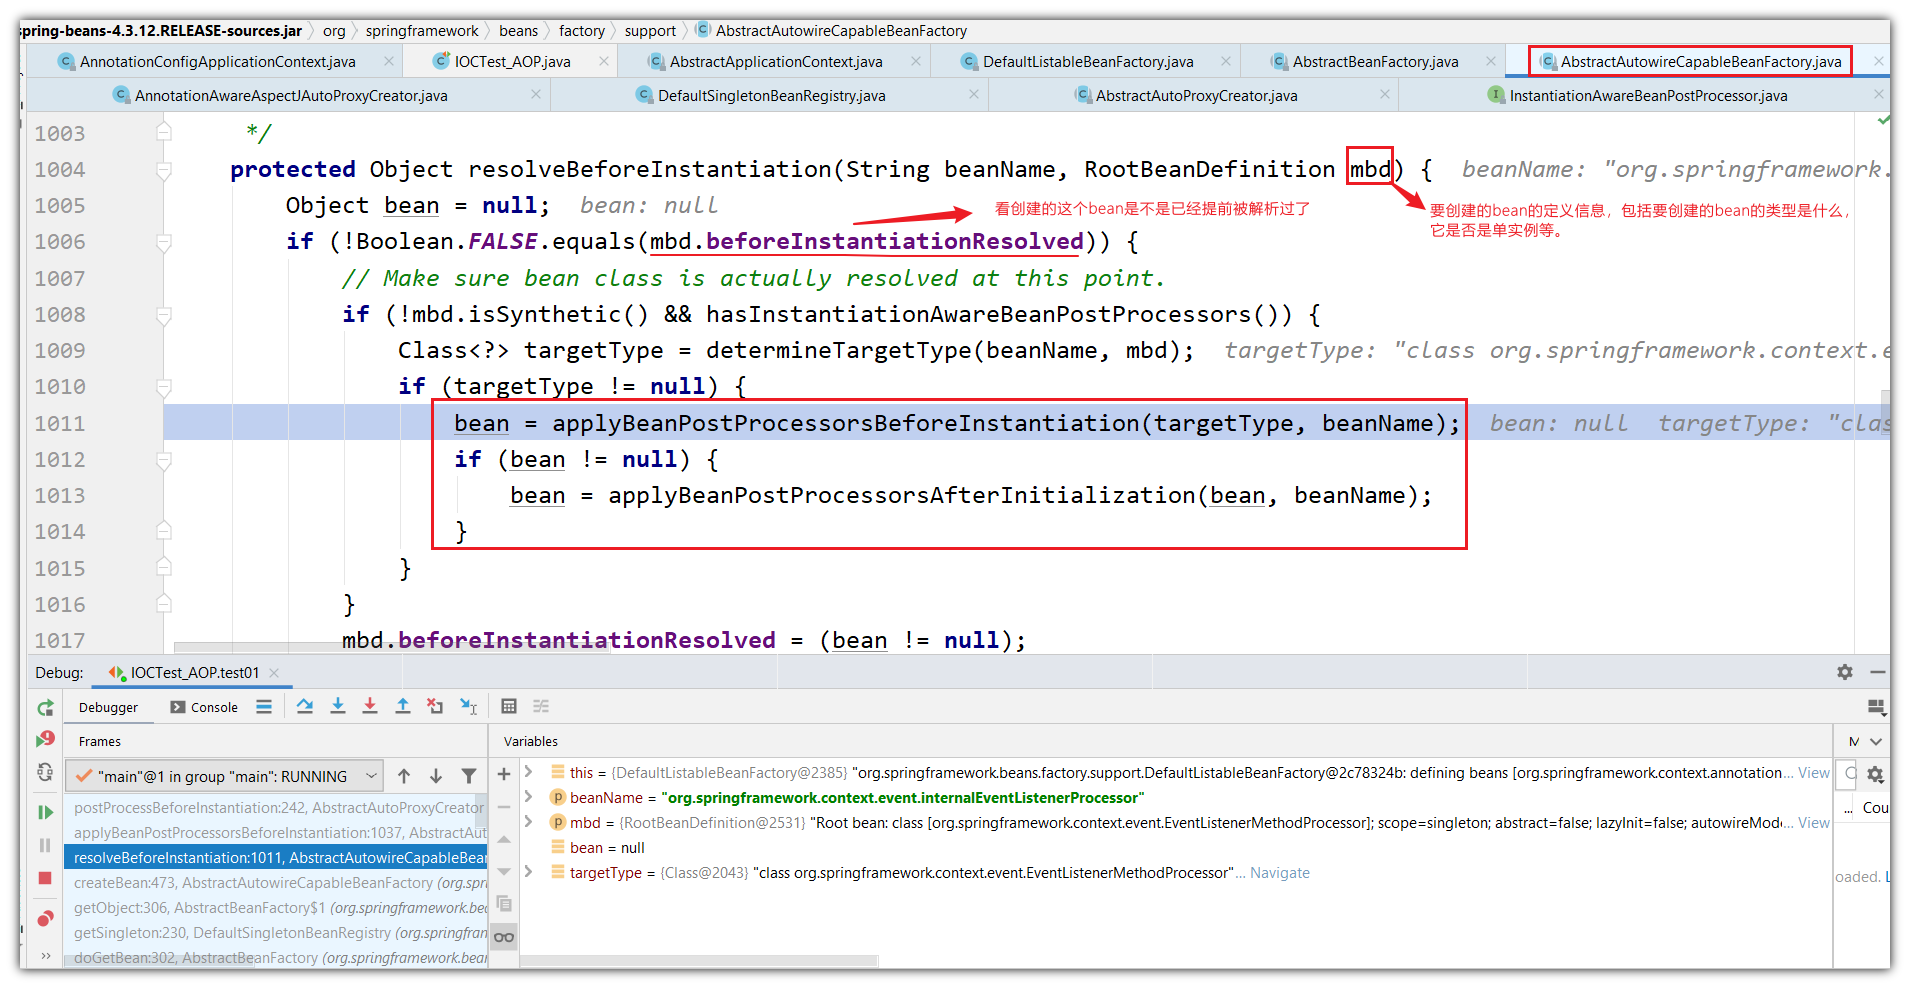 spring-beans-4.3.12.RELEASE-sources.jar org springframework beans factory support AbstractAutowireCapableBeanFactory
AnnotationConfigApplicationContext.java IOCTest_AOP.java AbstractApplicationContext.java DefaultListableBeanFactory.java AbstractBeanFactory.java AbstractAutowireCapableBeanFactory.java
AnnotationAwareAspectJAutoProxyCreator.java DefaultSingletonBeanRegistry.java AbstractAutoProxyCreator.java InstantiationAwareBeanPostProcessor.java
1003 */
1004 protected Object resolveBeforeInstantiation(String beanName, RootBeanDefinition mbd) { beanName: "org.springframework.
1005 Object bean = null; bean: null
看创建的这个bean是不是已经提前被解析过了
要创建的bean的定义信息，包括要创建的bean的类型是什么，
它是否是单实例等。
1006 if (!Boolean.FALSE.equals(mbd.beforeInstantiationResolved)) {
1007 // Make sure bean class is actually resolved at this point.
1008 if (!mbd.isSynthetic() && hasInstantiationAwareBeanPostProcessors()) {
1009 Class<?> targetType = determineTargetType(beanName, mbd); targetType: "class org.springframework.context.e
1010 if (targetType != null) {
1011 bean = applyBeanPostProcessorsBeforeInstantiation(targetType, beanName); bean: null targetType: "clas
1012 if (bean != null) {
1013 bean = applyBeanPostProcessorsAfterInitialization(bean, beanName);
1014 }
1015 }
1016 }
1017 mbd.beforeInstantiationResolved = (bean != null);
Debug: IOCTest_AOP.test01
Debugger Console
Frames
"main"@1 in group "main": RUNNING
postProcessBeforeInstantiation:242, AbstractAutoProxyCreator
applyBeanPostProcessorsBeforeInstantiation:1037, AbstractAut
resolveBeforeInstantiation:1011, AbstractAutowireCapableBean
createBean:473, AbstractAutowireCapableBeanFactory (org.spri
getObject:306, AbstractBeanFactory$1 (org.springframework.bea
getSingleton:230, DefaultSingletonBeanRegistry (org.springfran
doGetBean:302, AbstractBeanFactory (org.springframework.bean
Variables
this = {DefaultListableBeanFactory@2385} "org.springframework.beans.factory.support.DefaultListableBeanFactory@2c78324b: defining beans [org.springframework.context.annotation... View
beanName = "org.springframework.context.event.internalEventListenerProcessor"
mbd = {RootBeanDefinition@2531} "Root bean: class [org.springframework.context.event.EventListenerMethodProcessor]; scope=singleton; abstract=false; lazyInit=false; autowireMod... View
bean = null
targetType = {Class@2043} "class org.springframework.context.event.EventListenerMethodProcessor"... Navigate
M
... Cou
oaded. L